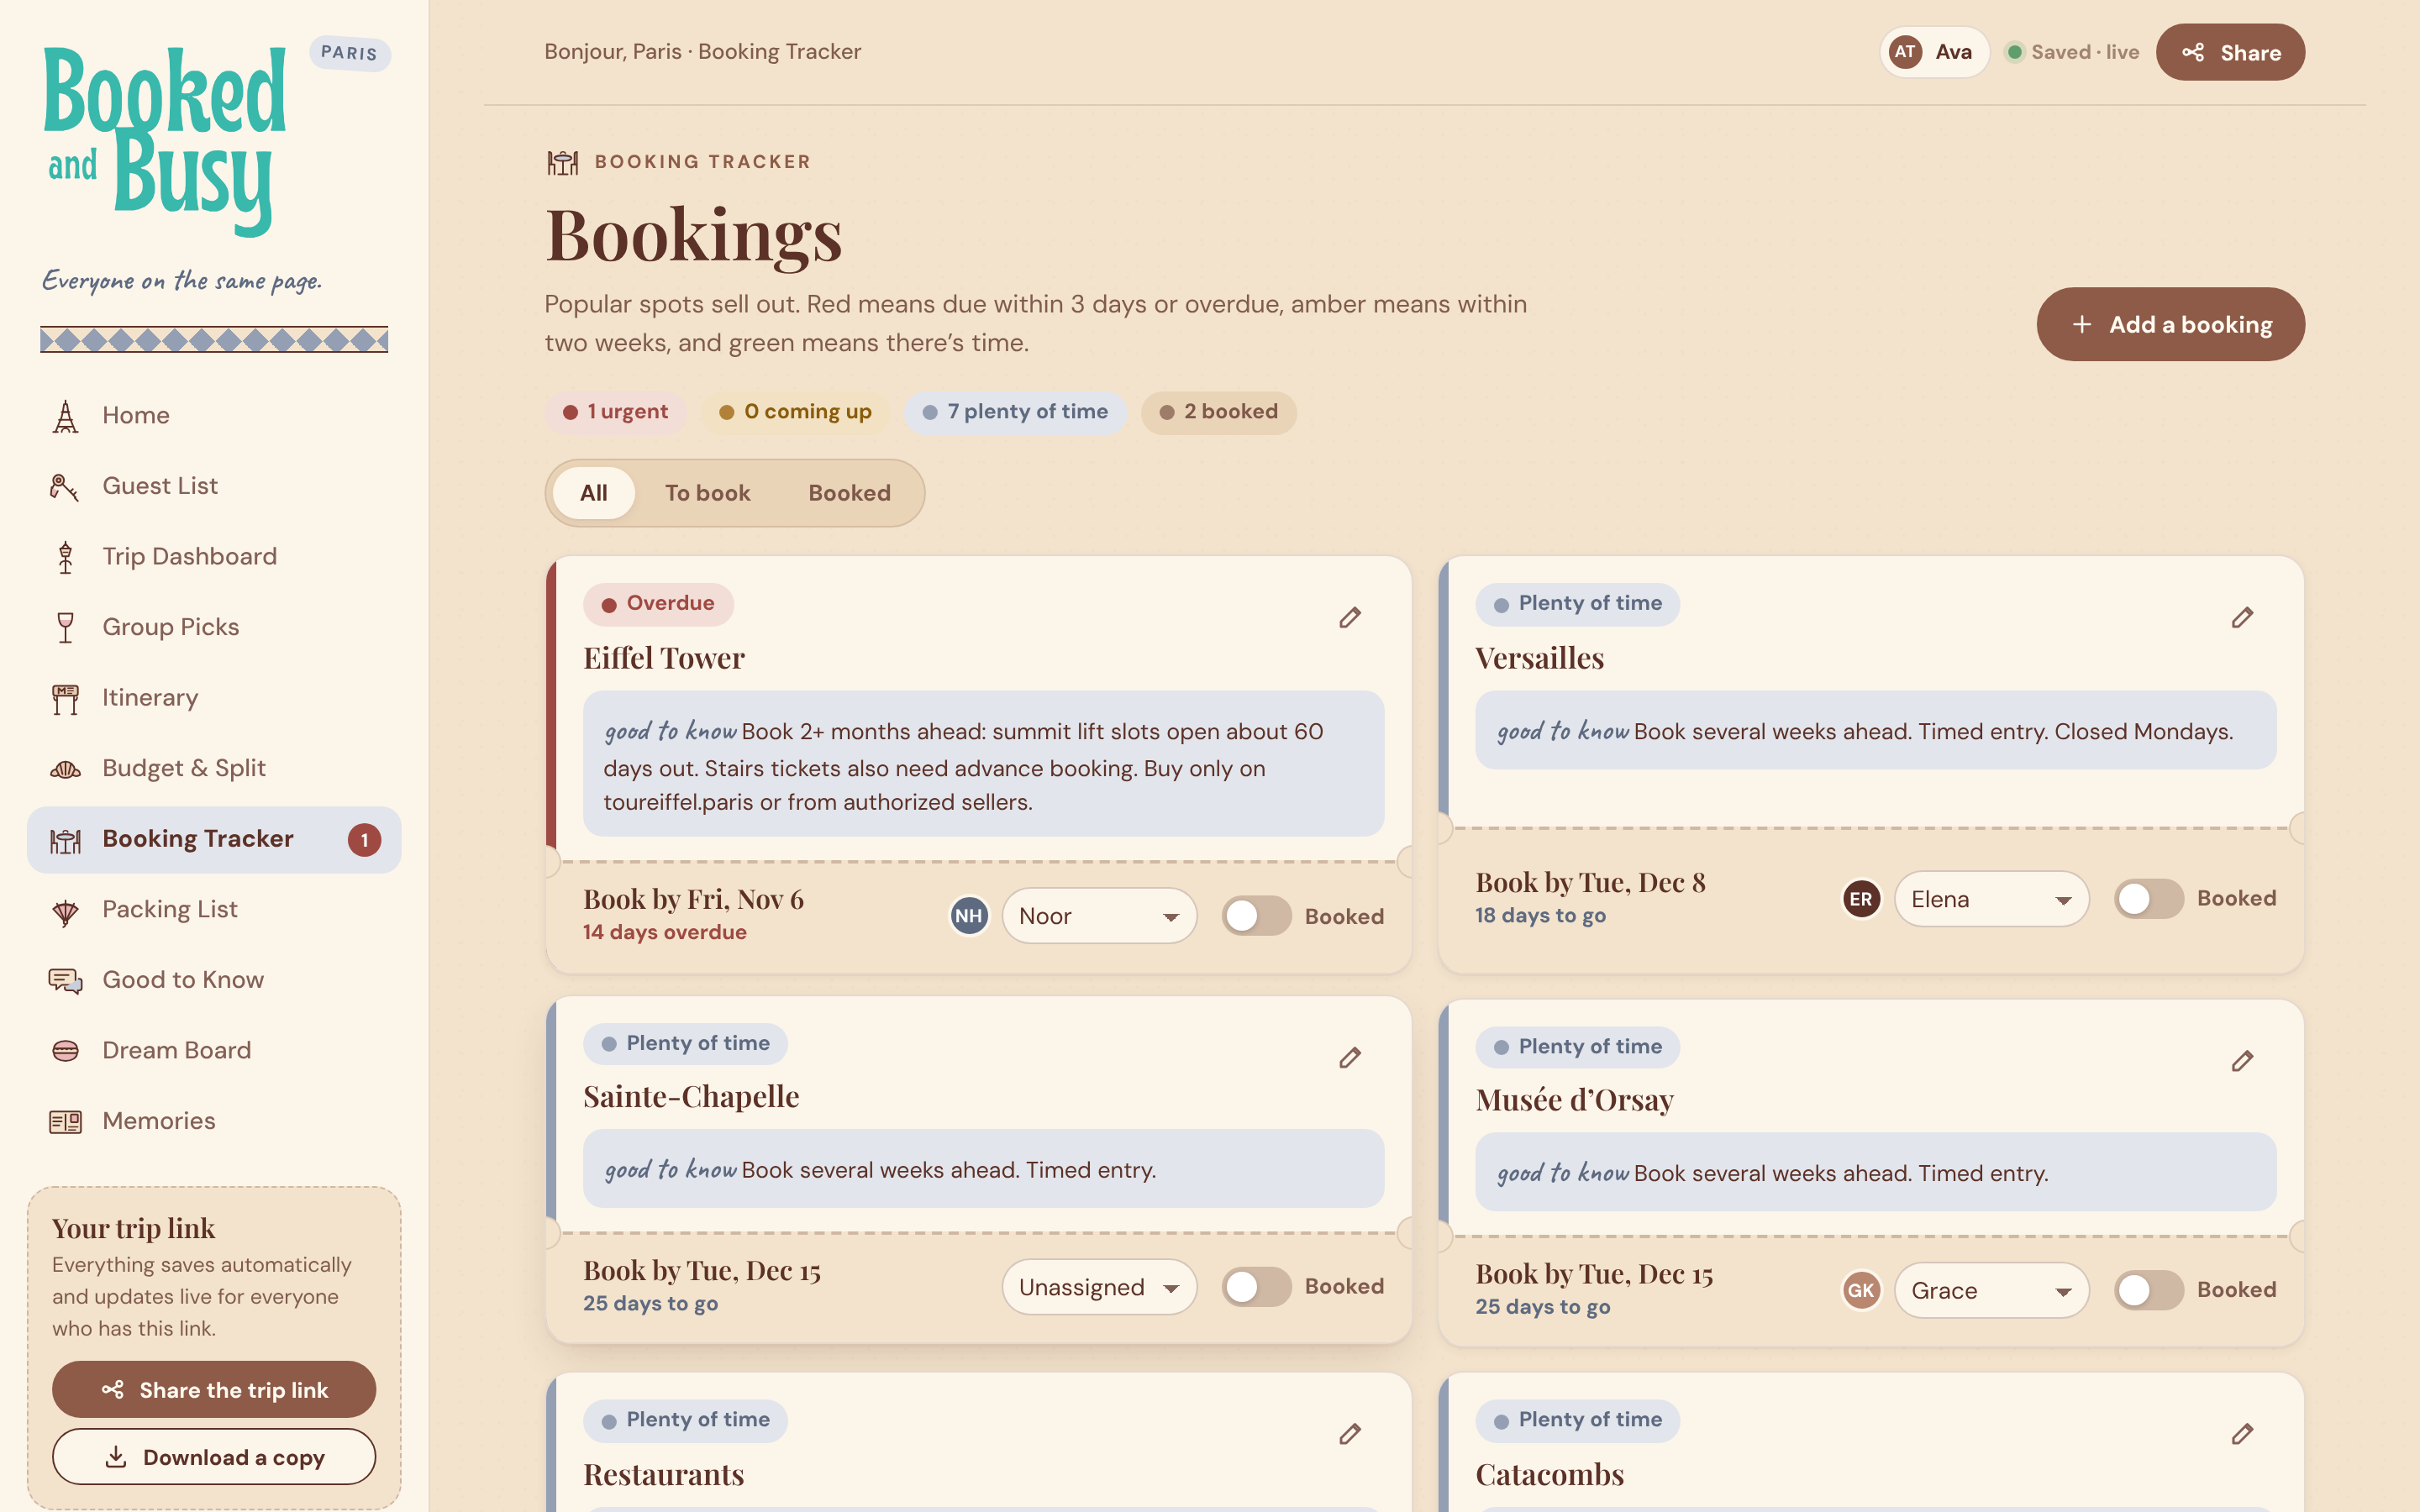 Booked
and Busy
PARIS
Everyone on the same page.
Home
Guest List
Trip Dashboard
Group Picks
Itinerary
Budget & Split
Booking Tracker 1
Packing List
Good to Know
Dream Board
Memories
Your trip link
Everything saves automatically
and updates live for everyone
who has this link.
Share the trip link
Download a copy
Bonjour, Paris · Booking Tracker
AT Ava
Saved · live
Share
BOOKING TRACKER
Bookings
Popular spots sell out. Red means due within 3 days or overdue, amber means within
two weeks, and green means there’s time.
+ Add a booking
1 urgent
0 coming up
7 plenty of time
2 booked
All
To book
Booked
Overdue
Eiffel Tower
good to know Book 2+ months ahead: summit lift slots open about 60
days out. Stairs tickets also need advance booking. Buy only on
toureiffel.paris or from authorized sellers.
Book by Fri, Nov 6
14 days overdue
NH
Noor
Booked
Plenty of time
Versailles
good to know Book several weeks ahead. Timed entry. Closed Mondays.
Book by Tue, Dec 8
18 days to go
ER
Elena
Booked
Plenty of time
Sainte-Chapelle
good to know Book several weeks ahead. Timed entry.
Book by Tue, Dec 15
25 days to go
Unassigned
Booked
Plenty of time
Musée d’Orsay
good to know Book several weeks ahead. Timed entry.
Book by Tue, Dec 15
25 days to go
GK
Grace
Booked
Plenty of time
Restaurants
Plenty of time
Catacombs